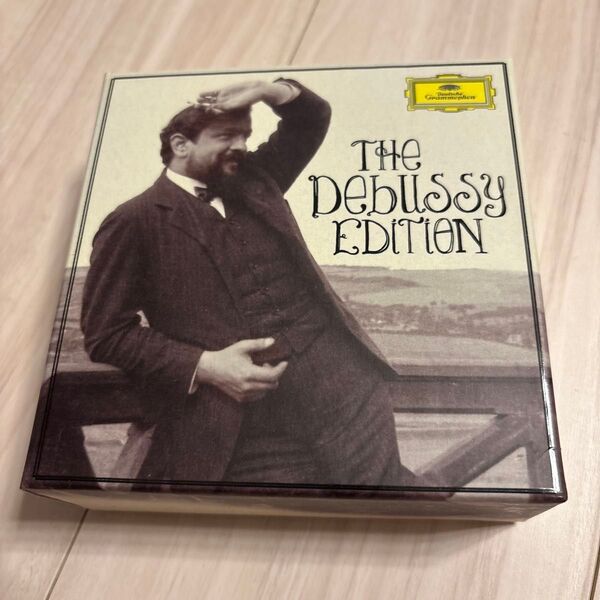 Deutsche
Grammophon
THE
DEBUSSY
EDITION